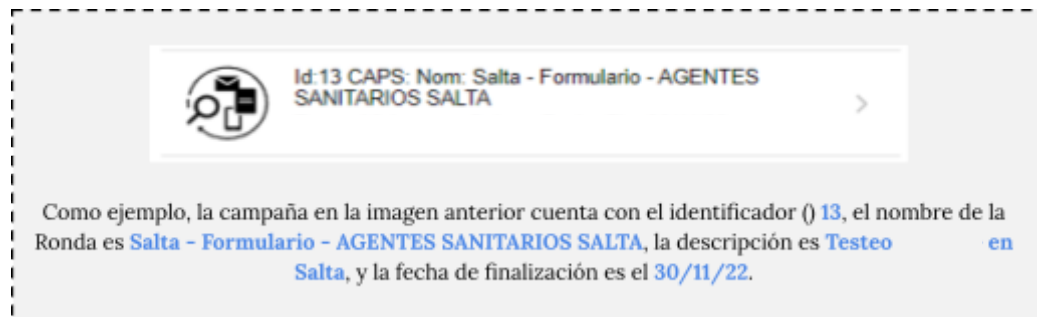 Id:13 CAPS: Nom: Salta - Formulario - AGENTES
SANITARIOS SALTA
Como ejemplo, la campaña en la imagen anterior cuenta con el identificador () 13, el nombre de la
Ronda es Salta - Formulario - AGENTES SANITARIOS SALTA, la descripción es Testeo en
Salta, y la fecha de finalización es el 30/11/22.